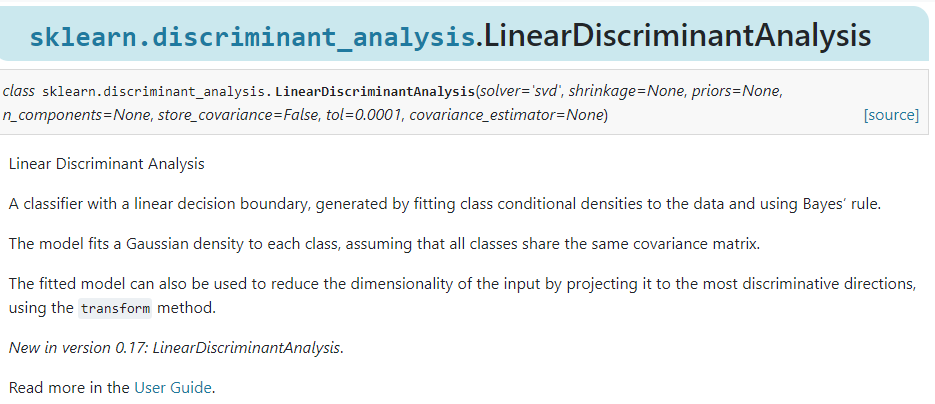 sklearn.discriminant_analysis.LinearDiscriminantAnalysis
class sklearn.discriminant_analysis.LinearDiscriminantAnalysis(solver='svd', shrinkage=None, priors=None,
n_components=None, store_covariance=False, tol=0.0001, covariance_estimator=None) [source]
Linear Discriminant Analysis
A classifier with a linear decision boundary, generated by fitting class conditional densities to the data and using Bayes’ rule.
The model fits a Gaussian density to each class, assuming that all classes share the same covariance matrix.
The fitted model can also be used to reduce the dimensionality of the input by projecting it to the most discriminative directions,
using the transform method.
New in version 0.17: LinearDiscriminantAnalysis.
Read more in the User Guide.